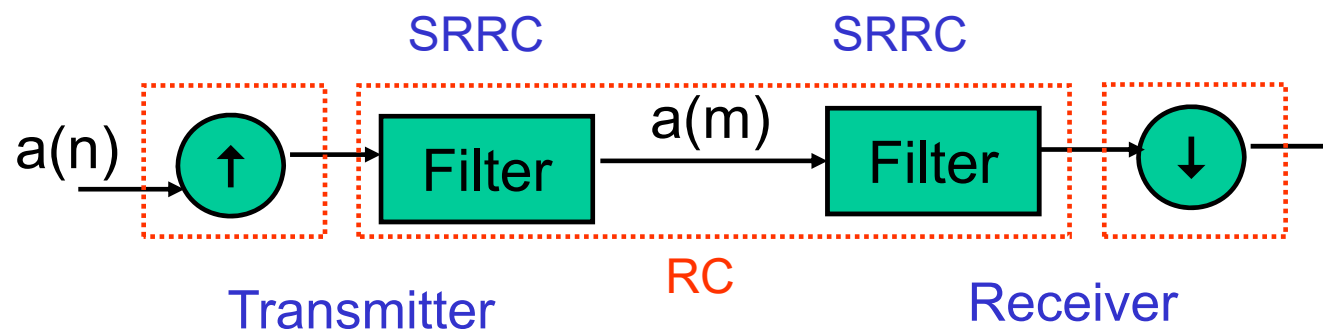 SRRC SRRC
a(n) ↑ Filter a(m) Filter ↓
RC
Transmitter Receiver